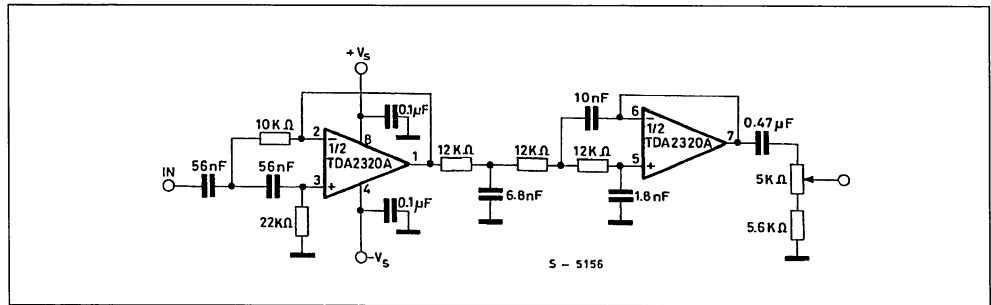 +Vs
0.1µF
10KΩ
2
8
1/2
TDA2320A
1
IN
56nF
56nF
3
+
4
22KΩ
0.1µF
-Vs
12KΩ
6.8nF
12KΩ
10nF
12KΩ
1.8nF
6
−
1/2
TDA2320A
7
5
+
0.47µF
5KΩ
5.6KΩ
S - 5156